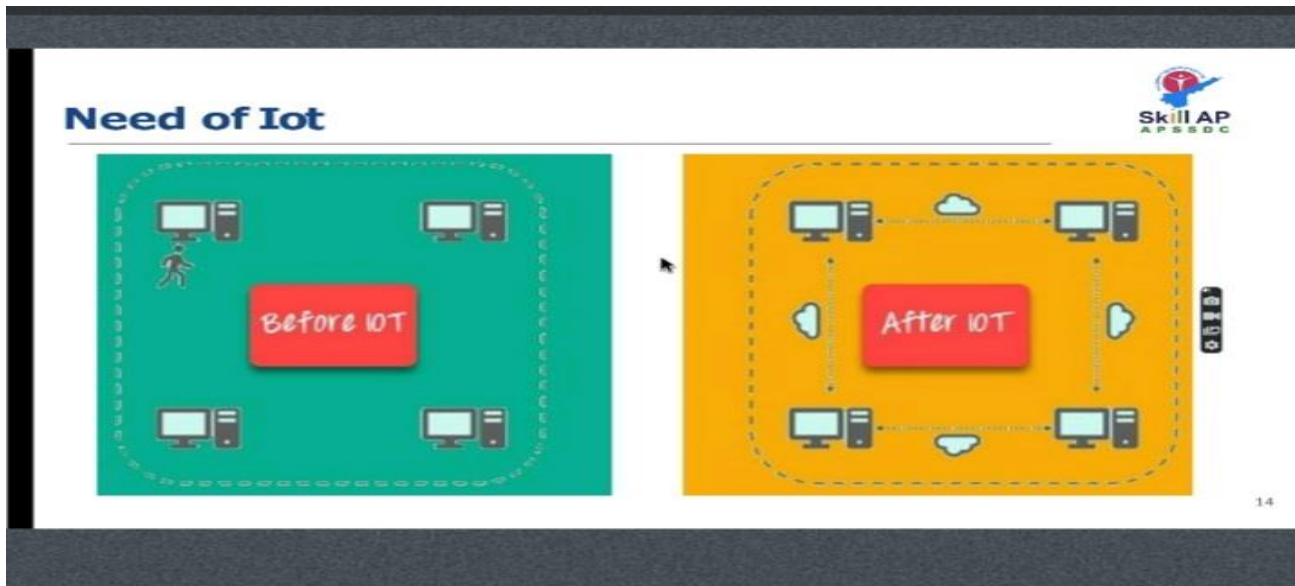 Need of Iot
Skill AP
APSSDC
Before IOT
After IOT
14